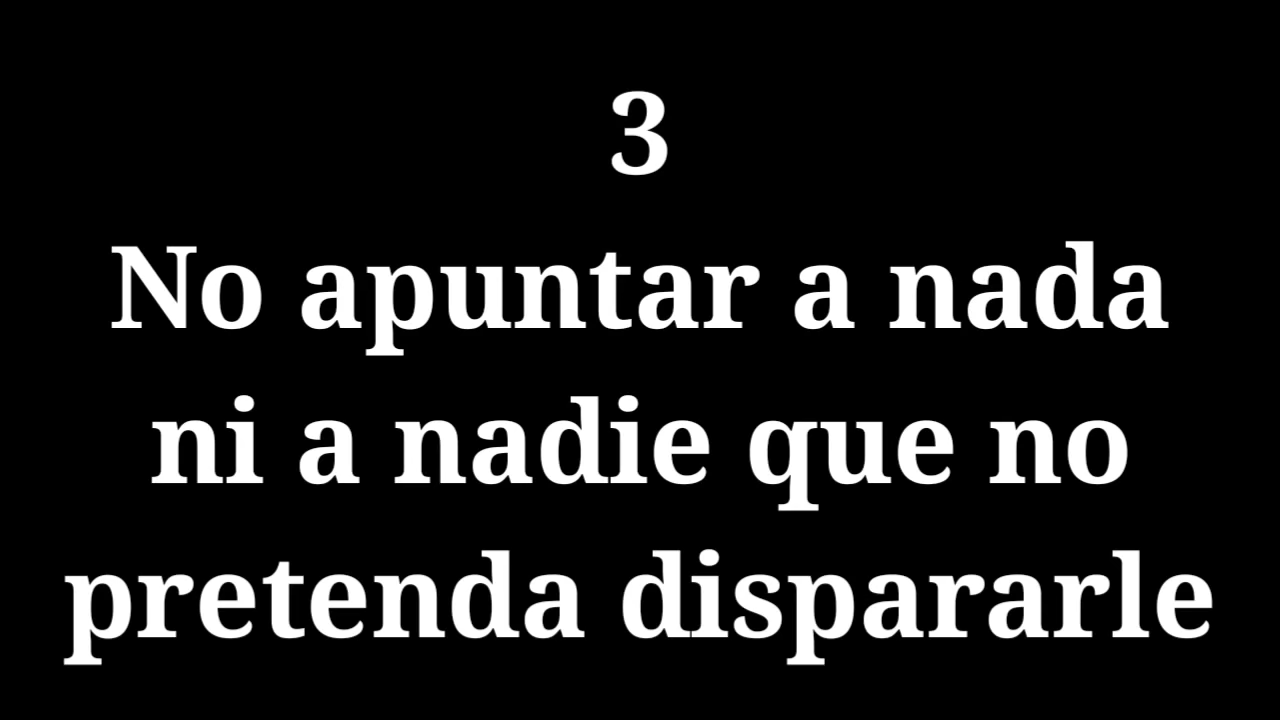 3
No apuntar a nada
ni a nadie que no
pretenda dispararle